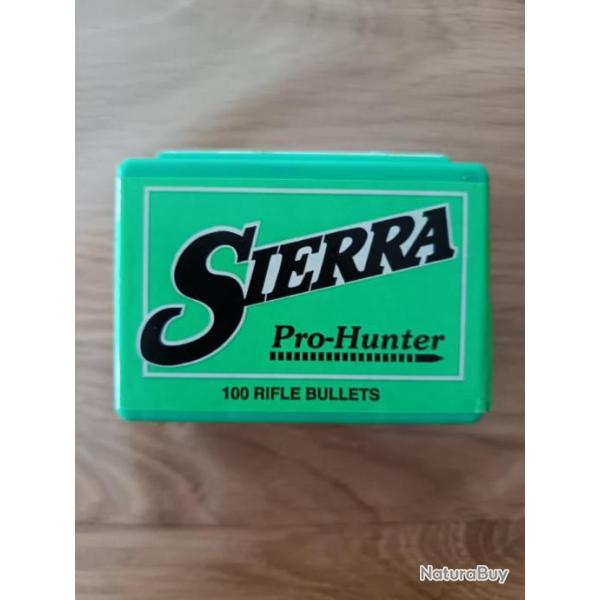 SIERRA
Pro-Hunter
100 RIFLE BULLETS
NaturaBuy